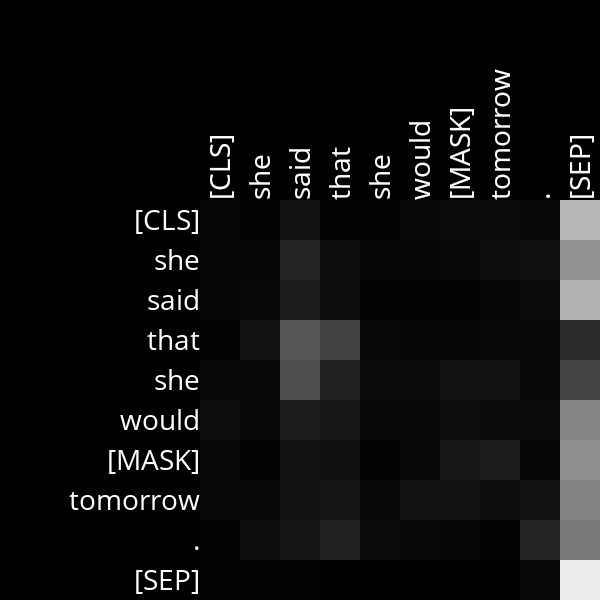 [CLS] she said that she would [MASK] tomorrow . [SEP]
[CLS]
she
said
that
she
would
[MASK]
tomorrow
.
[SEP]